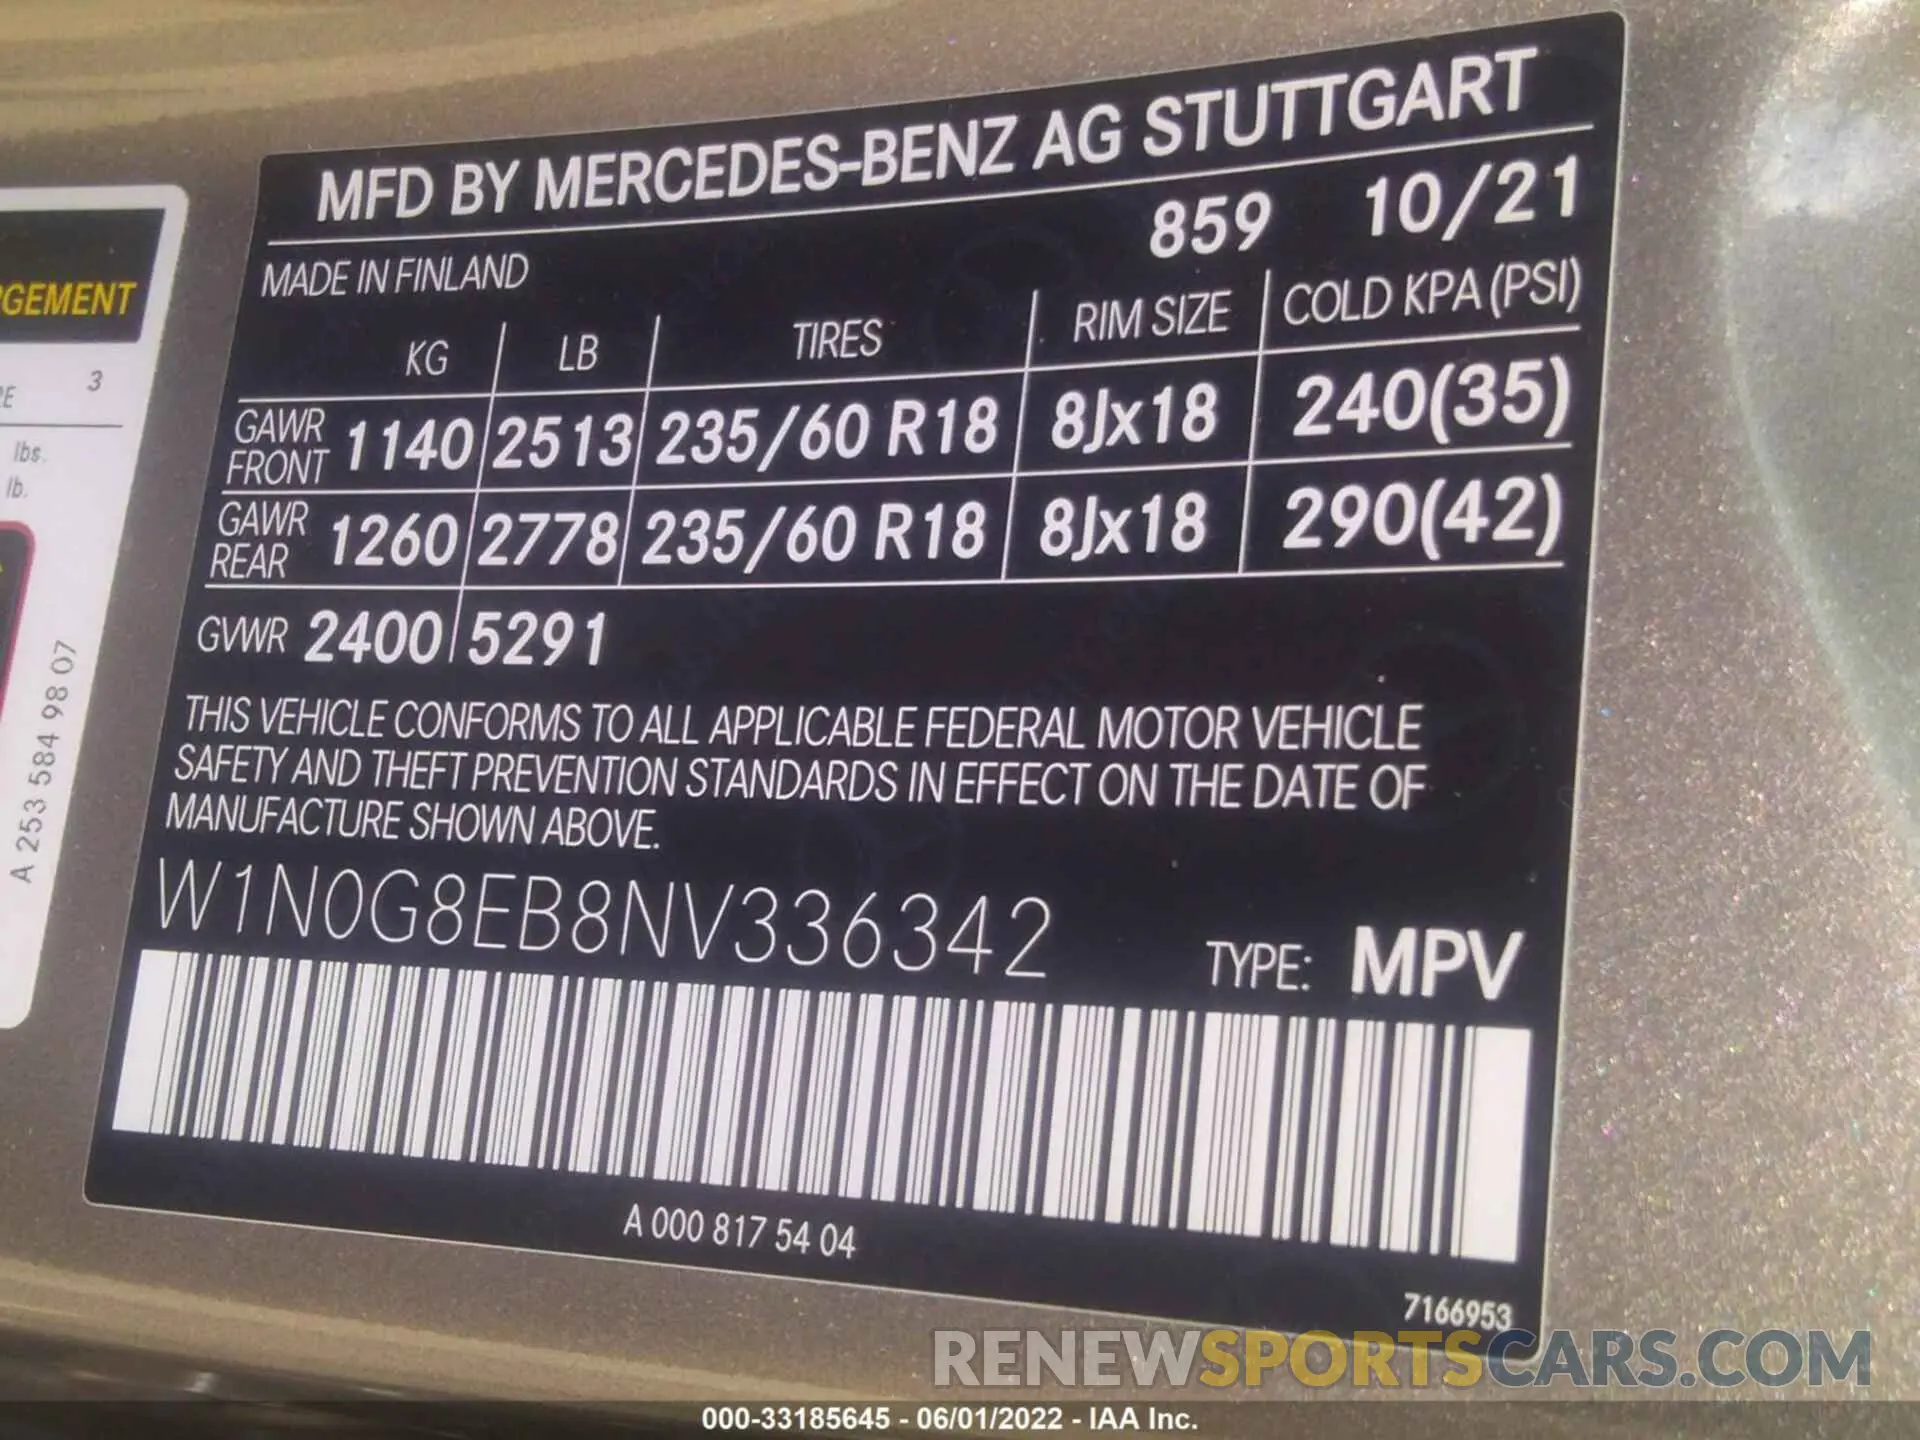 MFD BY MERCEDES-BENZ AG STUTTGART
859 10/21
MADE IN FINLAND
KG LB TIRES RIM SIZE COLD KPA (PSI)
GAWR FRONT 1140 2513 235/60 R18 8Jx18 240(35)
GAWR REAR 1260 2778 235/60 R18 8Jx18 290(42)
GVWR 2400 5291
THIS VEHICLE CONFORMS TO ALL APPLICABLE FEDERAL MOTOR VEHICLE
SAFETY AND THEFT PREVENTION STANDARDS IN EFFECT ON THE DATE OF
MANUFACTURE SHOWN ABOVE.
W1N0G8EB8NV336342
TYPE: MPV
A 000 817 54 04
7166953
3
lbs.
lb.
A 253 584 98 07
RENEWSPORTSCARS.COM
000-33185645 - 06/01/2022 - IAA Inc.